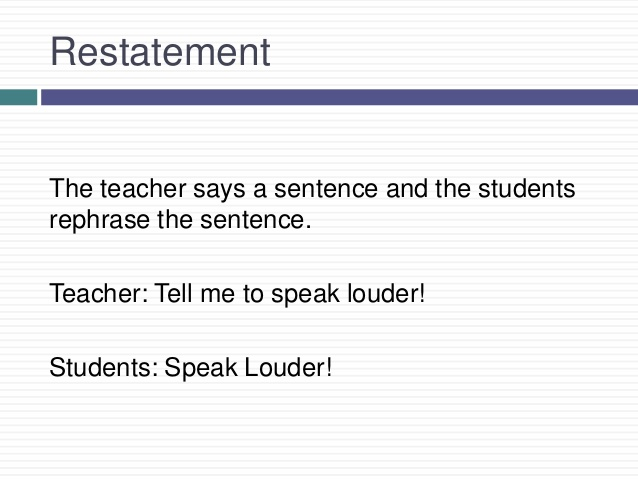 Restatement
The teacher says a sentence and the students
rephrase the sentence.
Teacher: Tell me to speak louder!
Students: Speak Louder!